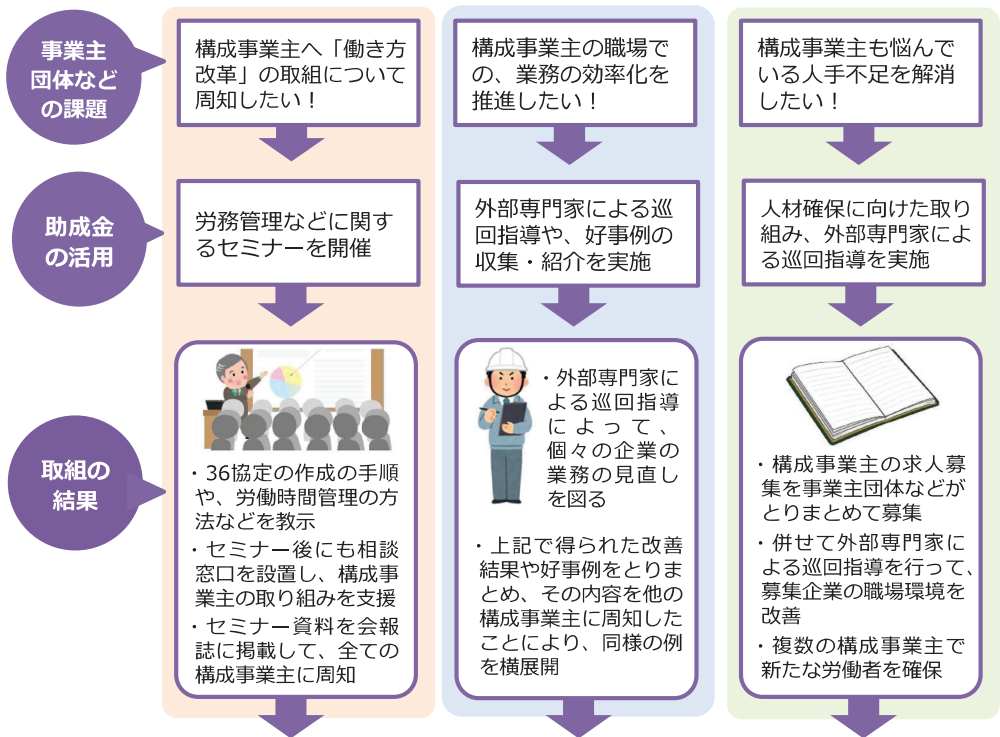 事業主
団体など
の課題
構成事業主へ「働き方
改革」の取組について
周知したい！
構成事業主の職場で
の、業務の効率化を
推進したい！
構成事業主も悩んで
いる人手不足を解消
したい！
助成金
の活用
労務管理などに関す
るセミナーを開催
外部専門家による巡
回指導や、好事例の
収集・紹介を実施
人材確保に向けた取り
組み、外部専門家によ
る巡回指導を実施
取組の
結果
・36協定の作成の手順
や、労働時間管理の方
法などを教示
・セミナー後にも相談
窓口を設置し、構成事
業主の取り組みを支援
・セミナー資料を会報
誌に掲載して、全ての
構成事業主に周知
・外部専門家に
よる巡回指導
によって、
個々の企業の
業務の見直し
を図る
・上記で得られた改善
結果や好事例をとりま
とめ、その内容を他の
構成事業主に周知した
ことにより、同様の例
を横展開
・構成事業主の求人募
集を事業主団体などが
とりまとめて募集
・併せて外部専門家に
よる巡回指導を行って、
募集企業の職場環境を
改善
・複数の構成事業主で
新たな労働者を確保